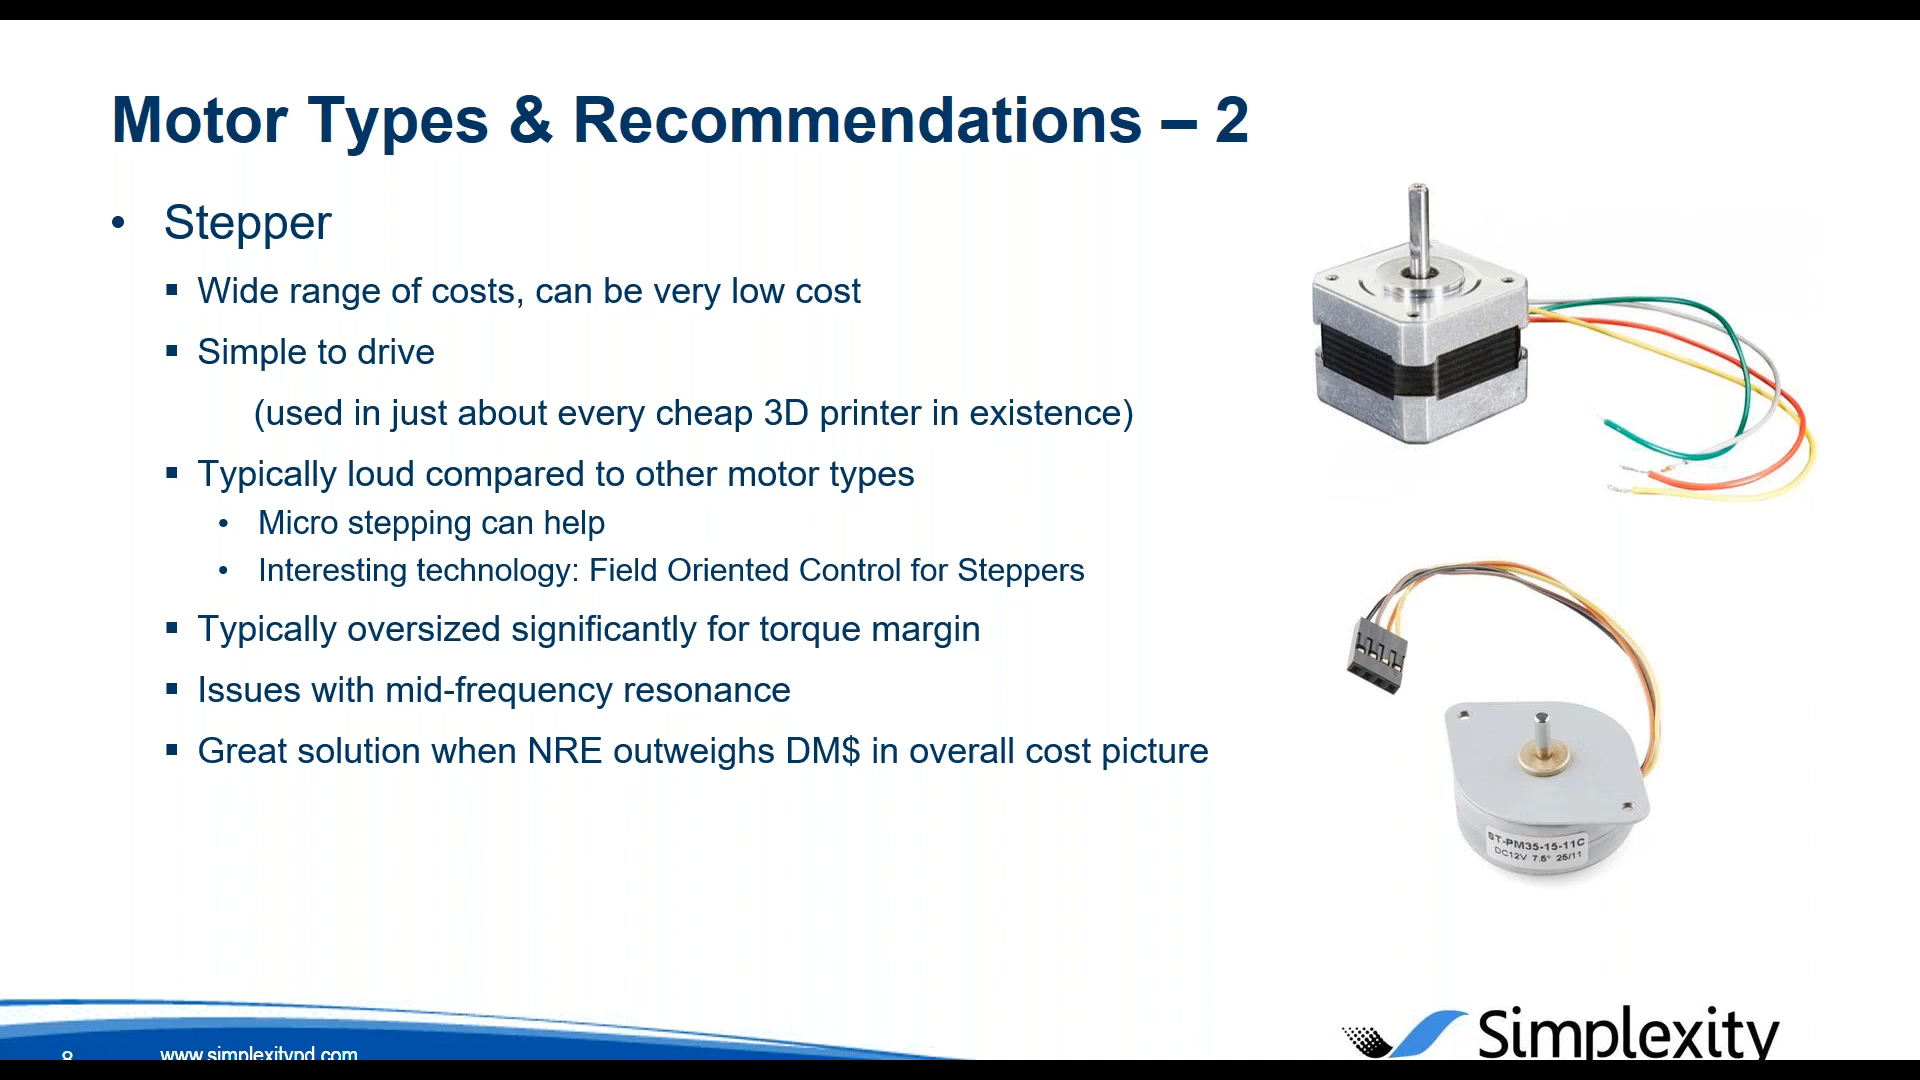 Motor Types & Recommendations – 2
• Stepper
▪ Wide range of costs, can be very low cost
▪ Simple to drive
(used in just about every cheap 3D printer in existence)
▪ Typically loud compared to other motor types
• Micro stepping can help
• Interesting technology: Field Oriented Control for Steppers
▪ Typically oversized significantly for torque margin
▪ Issues with mid-frequency resonance
▪ Great solution when NRE outweighs DM$ in overall cost picture
ST-PM35-15-11C
DC12V 7.5° 26/11
8
www.simplexitypd.com
Simplexity